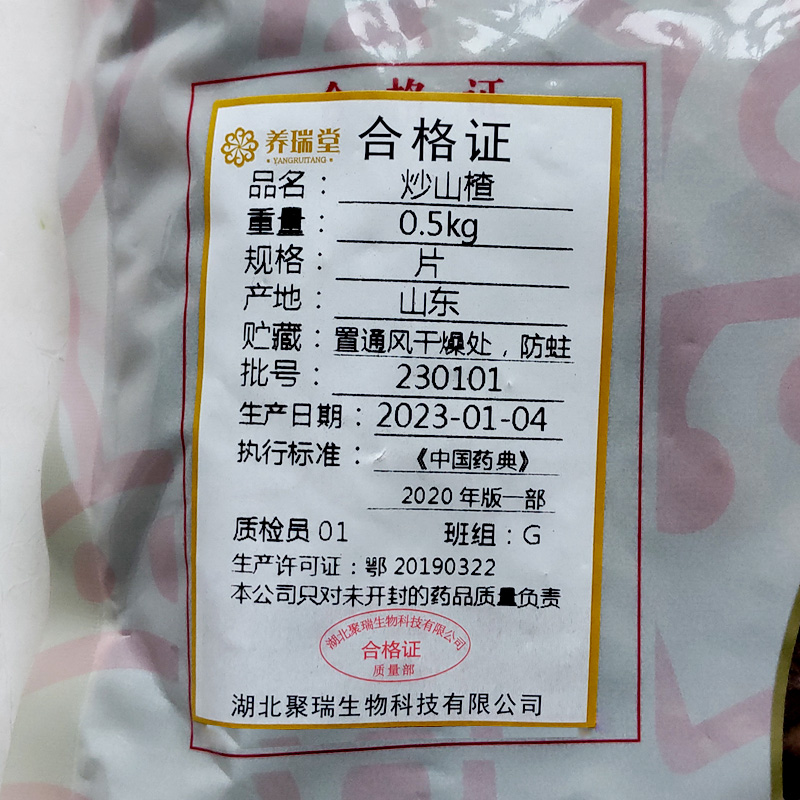 合格证
养瑞堂 合格证
YANGRUITANG
品名：炒山楂
重量：0.5kg
规格：片
产地：山东
贮藏：置通风干燥处，防蛀
批号：230101
生产日期：2023-01-04
执行标准：《中国药典》
2020年版一部
质检员 01 班组：G
生产许可证：鄂 20190322
本公司只对未开封的药品质量负责
湖北聚瑞生物科技有限公司
合格证
质量部
湖北聚瑞生物科技有限公司